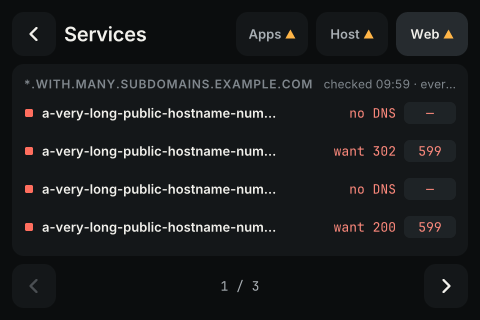 Services
Apps
Host
Web
*.WITH.MANY.SUBDOMAINS.EXAMPLE.COM checked 09:59 · ever...
a-very-long-public-hostname-num... no DNS –
a-very-long-public-hostname-num... want 302 599
a-very-long-public-hostname-num... no DNS –
a-very-long-public-hostname-num... want 200 599
1 / 3